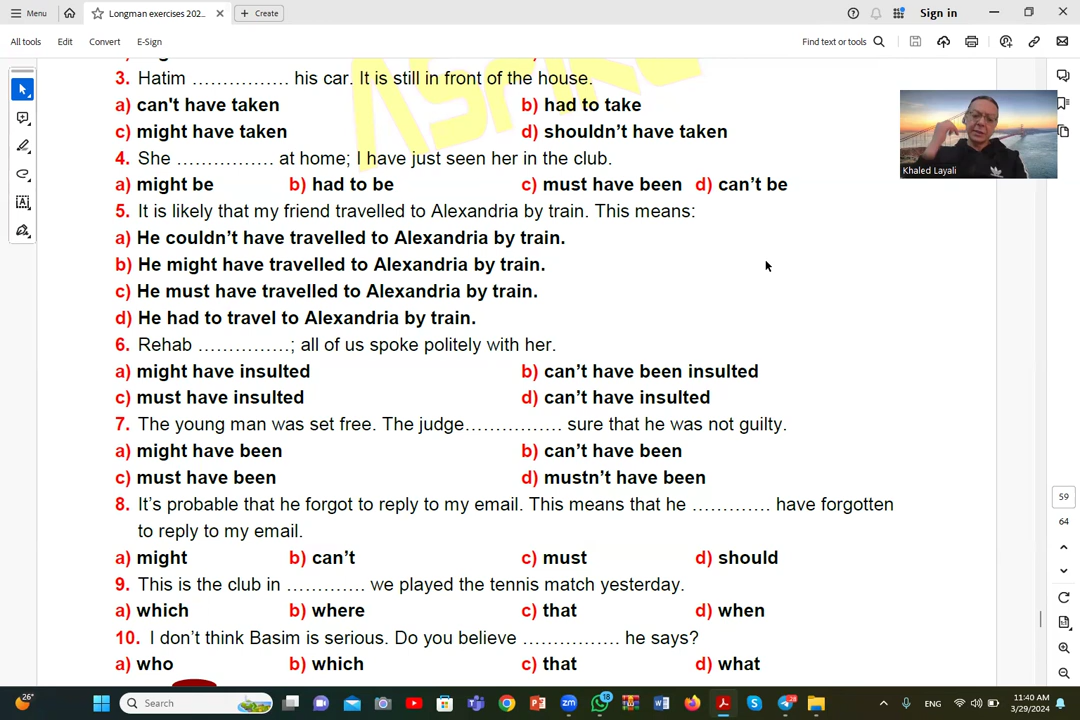 Menu Longman exercises 202... Create Sign in
All tools Edit Convert E-Sign Find text or tools
ASPIRE
3. Hatim ................ his car. It is still in front of the house.
a) can't have taken b) had to take
c) might have taken d) shouldn't have taken
4. She ................ at home; I have just seen her in the club.
a) might be b) had to be c) must have been d) can't be
5. It is likely that my friend travelled to Alexandria by train. This means:
a) He couldn't have travelled to Alexandria by train.
b) He might have travelled to Alexandria by train.
c) He must have travelled to Alexandria by train.
d) He had to travel to Alexandria by train.
6. Rehab ...............; all of us spoke politely with her.
a) might have insulted b) can't have been insulted
c) must have insulted d) can't have insulted
7. The young man was set free. The judge................ sure that he was not guilty.
a) might have been b) can't have been
c) must have been d) mustn't have been
8. It's probable that he forgot to reply to my email. This means that he ............. have forgotten
to reply to my email.
a) might b) can't c) must d) should
9. This is the club in ............. we played the tennis match yesterday.
a) which b) where c) that d) when
10. I don't think Basim is serious. Do you believe ................ he says?
a) who b) which c) that d) what
Khaled Layali
59
64
26°
Search
18
ENG
11:40 AM
3/29/2024